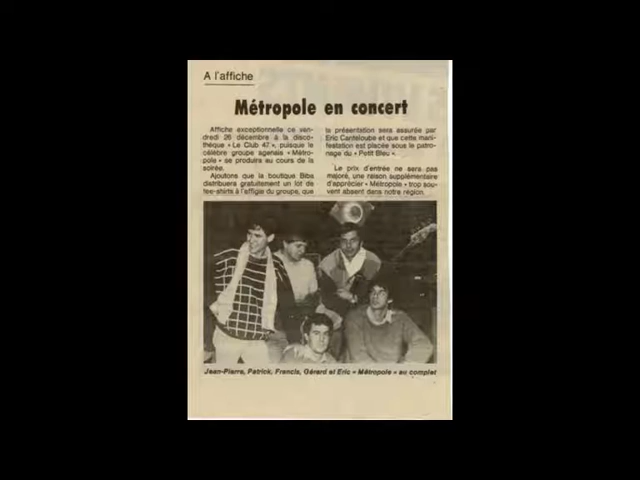 A l'affiche
Métropole en concert
Affiche exceptionnelle ce ven-
dredi 26 décembre à la disco-
thèque « Le Club 47 », puisque le
célèbre groupe agenais « Métro-
pole » se produira au cours de la
soirée.
Ajoutons que la boutique Biba
distribuera gratuitement un lot de
tee-shirts à l'effigie du groupe, que
la présentation sera assurée par
Eric Canteloube et que cette mani-
festation est placée sous le patro-
nage du « Petit Bleu ».
Le prix d'entrée ne sera pas
majoré, une raison supplémentaire
d'apprécier « Métropole » trop sou-
vent absent dans notre région.
Jean-Pierre, Patrick, Francis, Gérard et Eric « Métropole » au complet